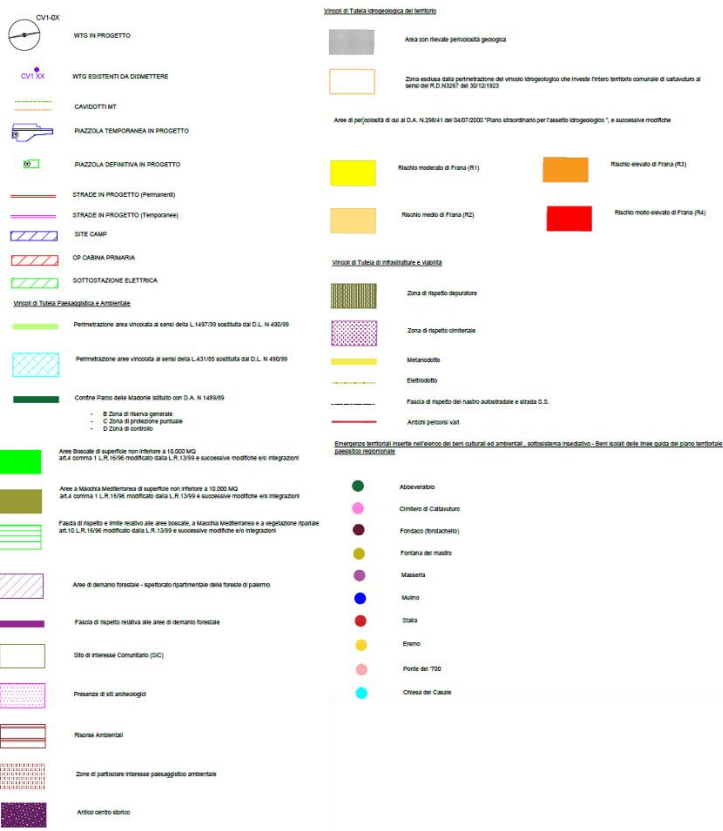 CV1-0X
WTG IN PROGETTO
CV1 XX
WTG ESISTENTI DA DISMETTERE
CAVIDOTTI MT
PIAZZOLA TEMPORANEA IN PROGETTO
PIAZZOLA DEFINITIVA IN PROGETTO
STRADE IN PROGETTO (Permanenti)
STRADE IN PROGETTO (Temporanee)
SITE CAMP
CP CABINA PRIMARIA
SOTTOSTAZIONE ELETTRICA
Vincoli di Tutela Paesaggistica e Ambientale
Perimetrazione area vincolata ai sensi della L.1497/39 sostituita dal D.L. N 490/99
Perimetrazione aree vincolata ai sensi della L.431/85 sostituita dal D.L. N 490/99
Confine Parco delle Madonie istituito con D.A. N 1489/89
- B Zona di riserva generale
- C Zona di protezione puntuale
- D Zona di controllo
Aree Boscate di superficie non inferiore a 10.000 MQ
art.4 comma 1 L.R.16/96 modificato dalla L.R.13/99 e successive modifiche e/o integrazioni
Aree a Macchia Mediterranea di superficie non inferiore a 10.000 MQ
art.4 comma 1 L.R.16/96 modificato dalla L.R.13/99 e successive modifiche e/o integrazioni
Fascia di rispetto e limite relativo alle aree boscate, a Macchia Mediterranea e a vegetazione ripariale
art.10 L.R.16/96 modificato dalla L.R.13/99 e successive modifiche e/o integrazioni
Aree di demanio forestale - Ispettorato ripartimentale delle foreste di palermo
Fascia di rispetto relativa alle aree di demanio forestale
Sito di Interesse Comunitario (SIC)
Presenze di siti archeologici
Risorse Ambientali
Zone di particolare interesse paesaggistico ambientale
Antico centro storico
Vincoli di Tutela Idrogeologica del territorio
Area con rilevate pericolosità geologica
Zona esclusa dalla perimetrazione del vincolo idrogeologico che investe l'intero territorio comunale di caltavuturo ai
sensi del R.D.N3267 del 30/12/1923
Aree di pericolosità di cui al D.A. N.298/41 del 04/07/2000 "Piano straordinario per l'assetto idrogeologico ", e successive modifiche
Rischio moderato di Frana (R1)
Rischio elevato di Frana (R3)
Rischio medio di Frana (R2)
Rischio molto elevato di Frana (R4)
Vincoli di Tutela di infrastrutture e viabilità
Zona di rispetto depuratore
Zona di rispetto cimiteriale
Metanodotto
Elettrodotto
Fascia di rispetto del nastro autostradale e strada S.S.
Antichi percorsi vari
Emergenze territoriali inserite nell'elenco dei beni culturali ed ambientali , sottosistema insediativo - Beni isolati delle linee guida del piano territoriale
paesistico regionionale
Abbeveratoio
Cimitero di Caltavuturo
Fondaco (fondachello)
Fontana del mastro
Masseria
Mulino
Stalla
Eremo
Ponte del '700
Chiesa del Casale